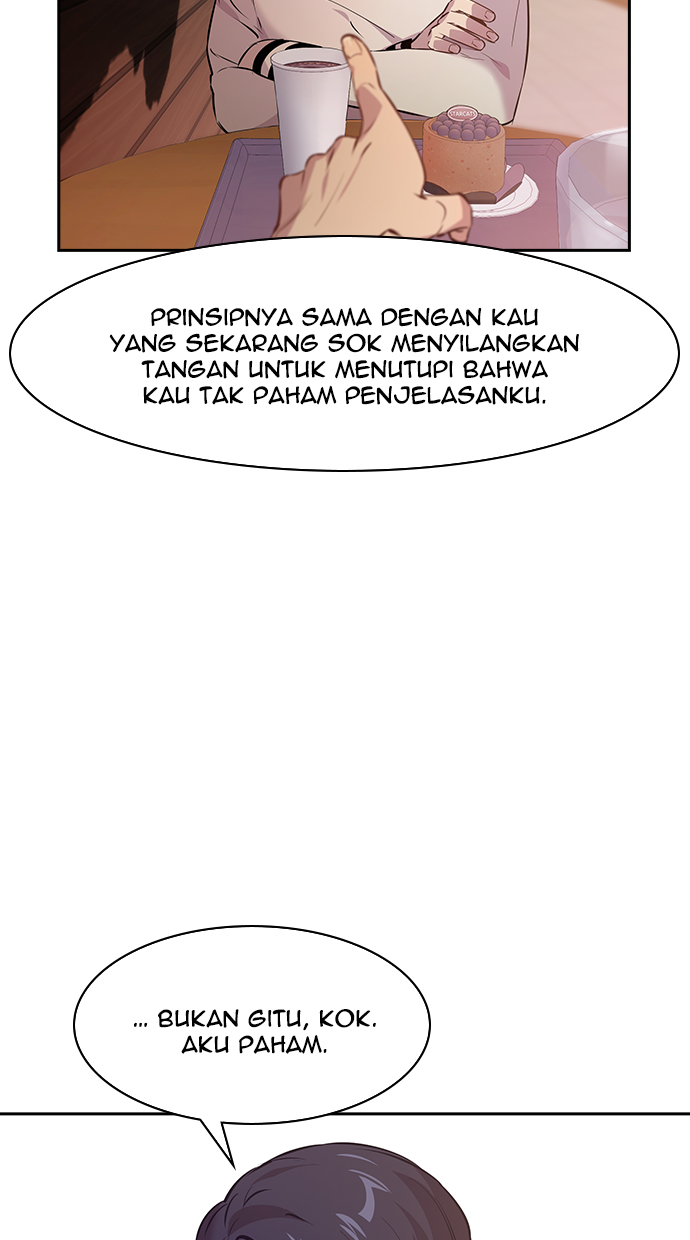 STARCATS
PRINSIPNYA SAMA DENGAN KAU
YANG SEKARANG SOK MENYILANGKAN
TANGAN UNTUK MENUTUPI BAHWA
KAU TAK PAHAM PENJELASANKU.
... BUKAN GITU, KOK.
AKU PAHAM.